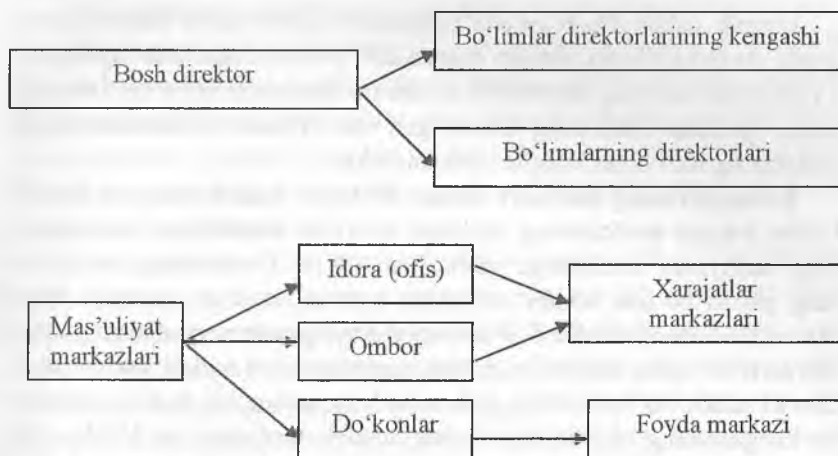 Bosh direktor
Bo‘limlar direktorlarining kengashi
Bo‘limlarning direktorlari
Mas'uliyat
markazlari
Idora (ofis)
Ombor
Do‘konlar
Xarajatlar
markazlari
Foyda markazi